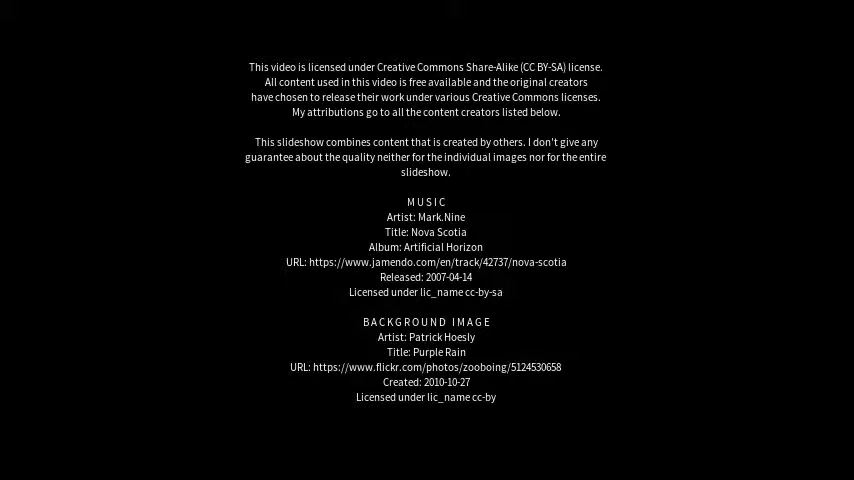 This video is licensed under Creative Commons Share-Alike (CC BY-SA) license.
All content used in this video is free available and the original creators
have chosen to release their work under various Creative Commons licenses.
My attributions go to all the content creators listed below.
This slideshow combines content that is created by others. I don't give any
guarantee about the quality neither for the individual images nor for the entire
slideshow.
MUSIC
Artist: Mark.Nine
Title: Nova Scotia
Album: Artificial Horizon
URL: https://www.jamendo.com/en/track/42737/nova-scotia
Released: 2007-04-14
Licensed under lic_name cc-by-sa
BACKGROUND IMAGE
Artist: Patrick Hoesly
Title: Purple Rain
URL: https://www.flickr.com/photos/zooboing/5124530658
Created: 2010-10-27
Licensed under lic_name cc-by